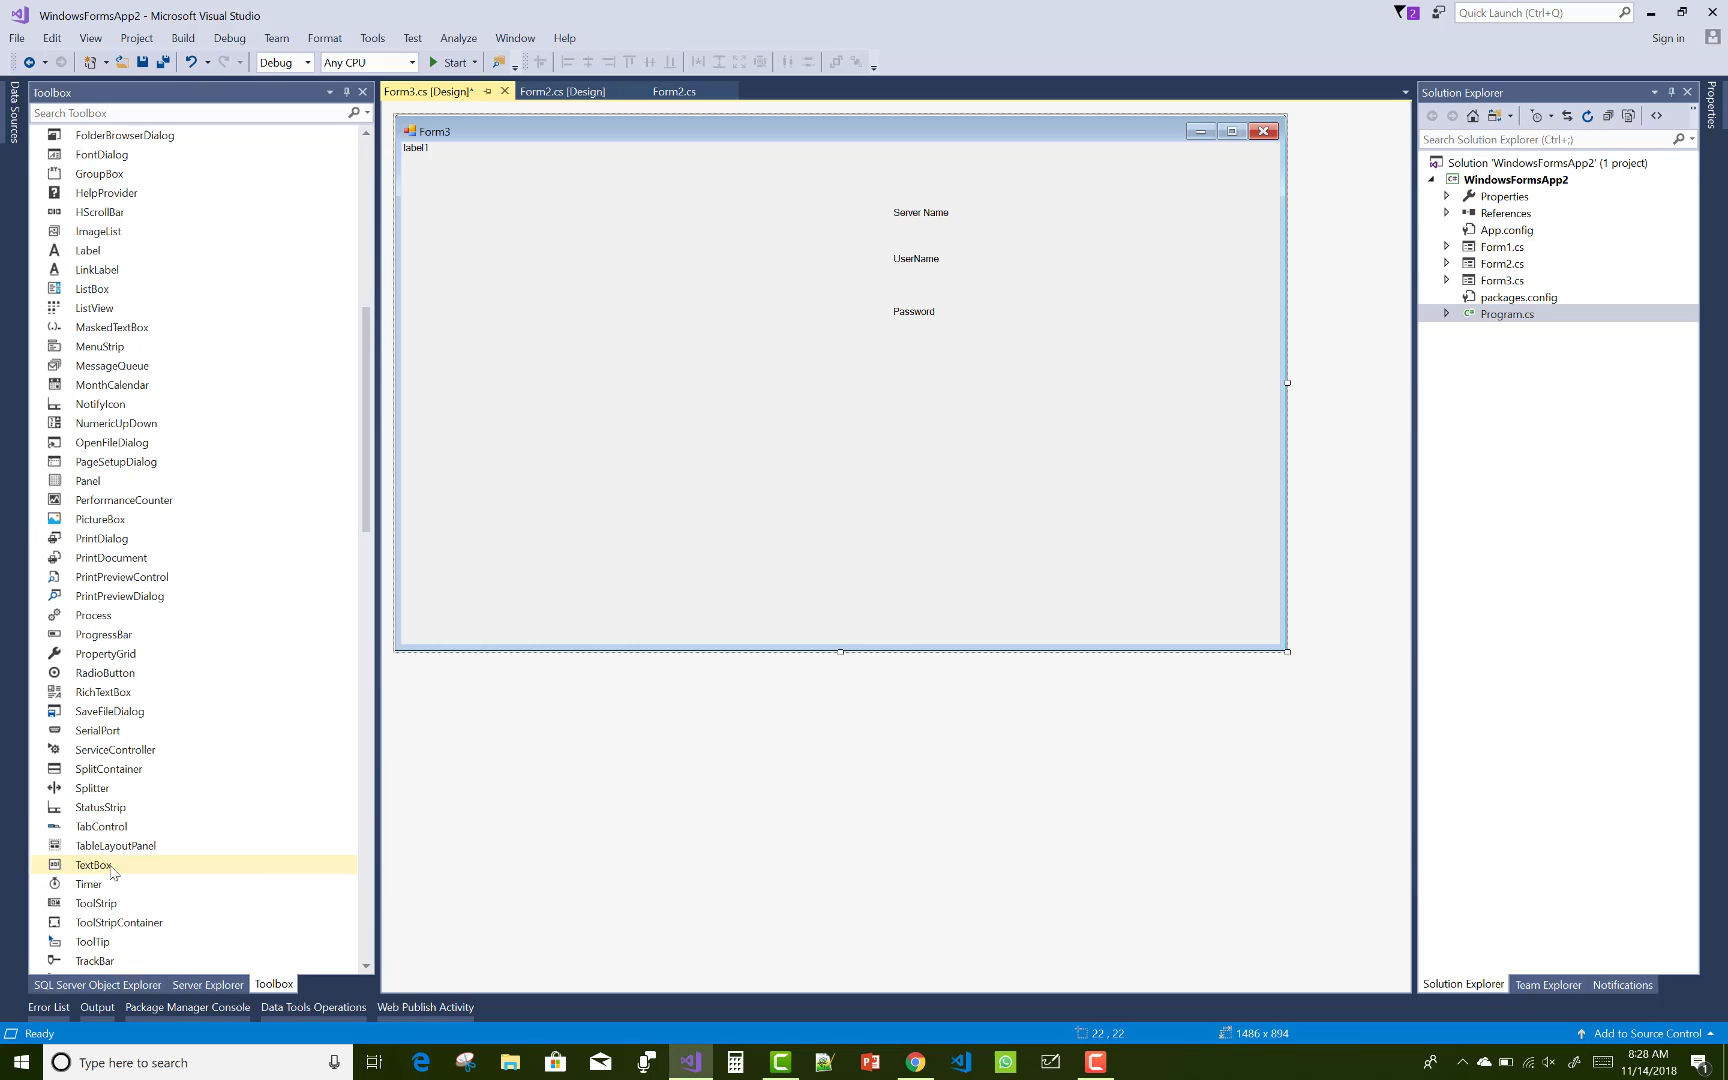 WindowsFormsApp2 - Microsoft Visual Studio
2
Quick Launch (Ctrl+Q)
File Edit View Project Build Debug Team Format Tools Test Analyze Window Help
Sign in
Debug Any CPU Start
Data Sources
Toolbox
Search Toolbox
FolderBrowserDialog
FontDialog
GroupBox
HelpProvider
HScrollBar
ImageList
Label
LinkLabel
ListBox
ListView
MaskedTextBox
MenuStrip
MessageQueue
MonthCalendar
NotifyIcon
NumericUpDown
OpenFileDialog
PageSetupDialog
Panel
PerformanceCounter
PictureBox
PrintDialog
PrintDocument
PrintPreviewControl
PrintPreviewDialog
Process
ProgressBar
PropertyGrid
RadioButton
RichTextBox
SaveFileDialog
SerialPort
ServiceController
SplitContainer
Splitter
StatusStrip
TabControl
TableLayoutPanel
TextBox
Timer
ToolStrip
ToolStripContainer
ToolTip
TrackBar
SQL Server Object Explorer Server Explorer Toolbox
Form3.cs [Design]* Form2.cs [Design] Form2.cs
Form3
label1
Server Name
UserName
Password
Solution Explorer
Search Solution Explorer (Ctrl+;)
Solution 'WindowsFormsApp2' (1 project)
WindowsFormsApp2
Properties
References
App.config
Form1.cs
Form2.cs
Form3.cs
packages.config
Program.cs
Solution Explorer Team Explorer Notifications
Properties
Error List Output Package Manager Console Data Tools Operations Web Publish Activity
Ready
22 , 22
1486 x 894
Add to Source Control
Type here to search
8:28 AM
11/14/2018
1